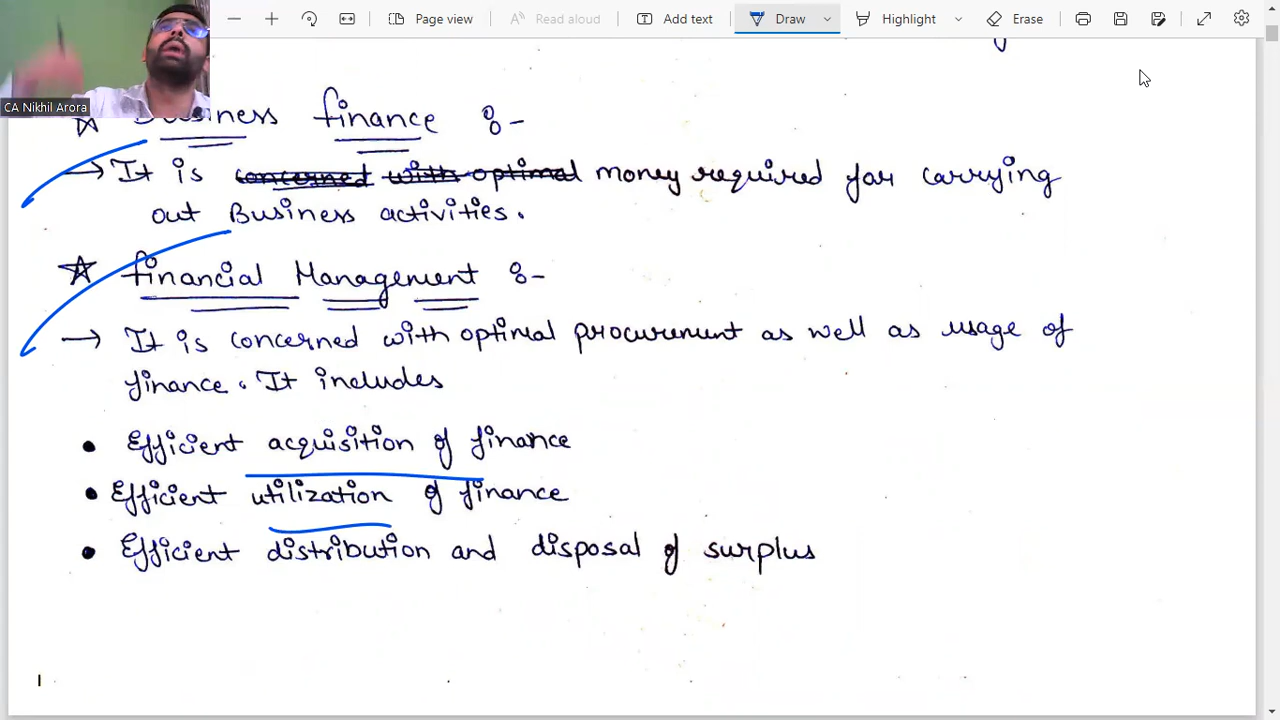 Page view
Read aloud
Add text
Draw
Highlight
Erase
CA Nikhil Arora
Business finance :-
→ It is concerned with optimal money required for carrying
out Business activities.
☆ financial Management :-
→ It is concerned with optimal procurement as well as usage of
finance. It includes
• Efficient acquisition of finance
• Efficient utilization of finance
• Efficient distribution and disposal of surplus
1